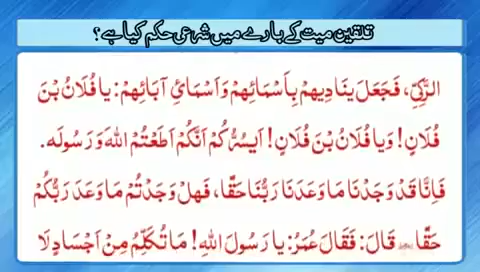 تلقین میت کے بارے میں شرعی حکم کیا ہے ؟
الرَّكِيِّ، فَجَعَلَ يُنَادِيهِمْ بِأَسْمَائِهِمْ وَأَسْمَائِ آبَائِهِمْ: يَا فُلَانُ بْنَ
فُلَانٍ! وَيَا فُلَانُ بْنَ فُلَانٍ! اَيَسُرُّكُمْ اَنَّكُمْ اَطَعْتُمُ اللهَ وَرَسُولَه.
فَإِنَّا قَدْ وَجَدْنَا مَا وَعَدَنَا رَبُّنَا حَقًّا، فَهَلْ وَجَدْتُمْ مَا وَعَدَ رَبُّكُمْ
حَقًّا. قَالَ: فَقَالَ عُمَرُ: يَا رَسُولَ اللهِ! مَا تُكَلِّمُ مِنْ اَجْسَادٍ لَا